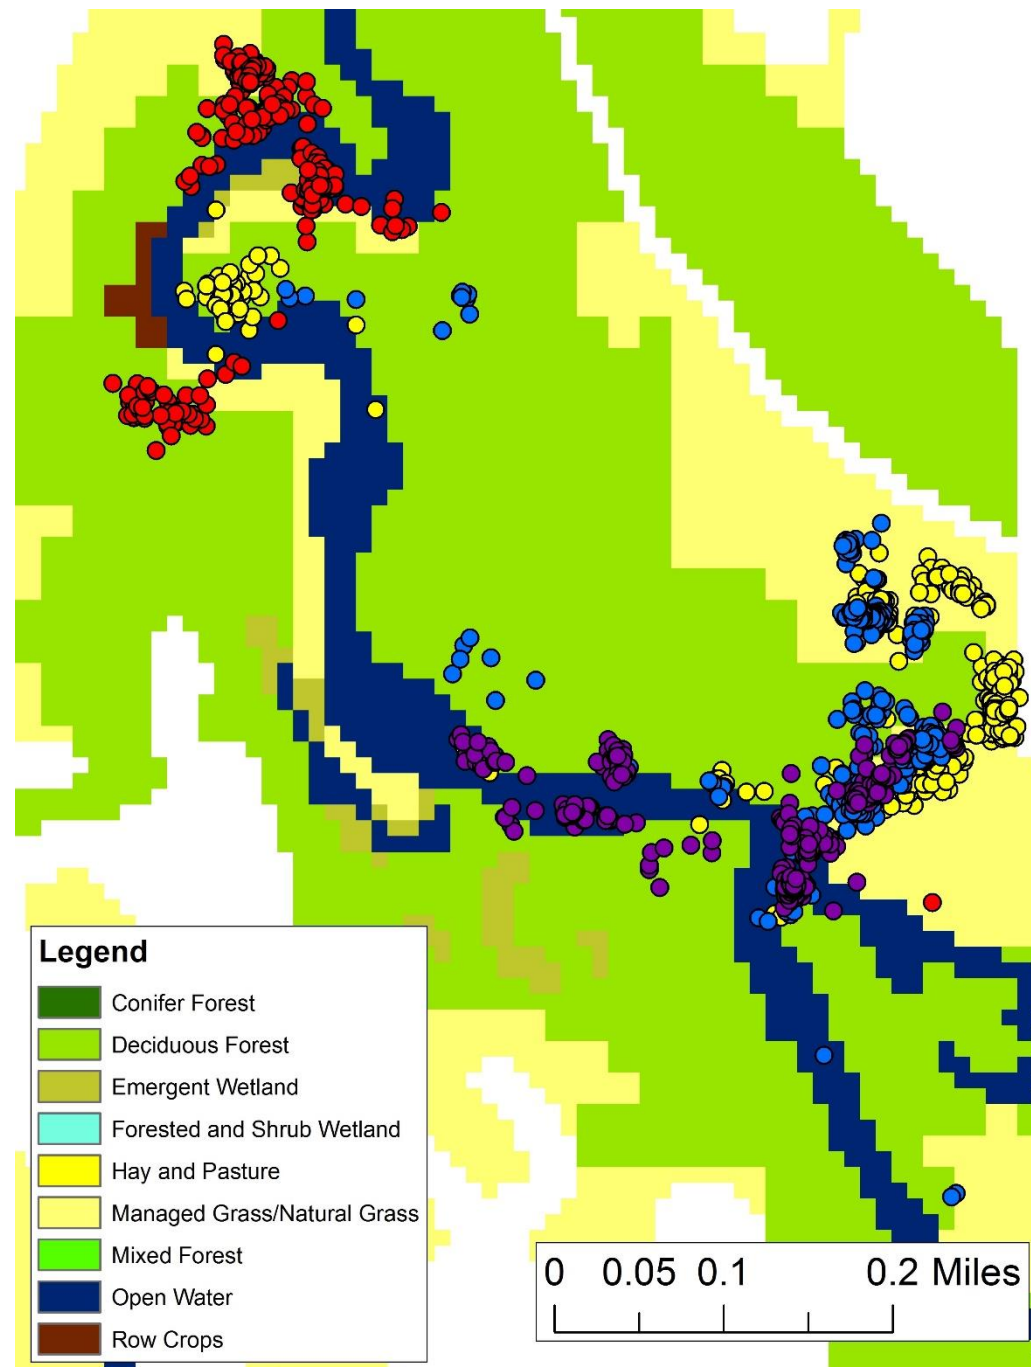 Legend
Conifer Forest
Deciduous Forest
Emergent Wetland
Forested and Shrub Wetland
Hay and Pasture
Managed Grass/Natural Grass
Mixed Forest
Open Water
Row Crops
0 0.05 0.1 0.2 Miles